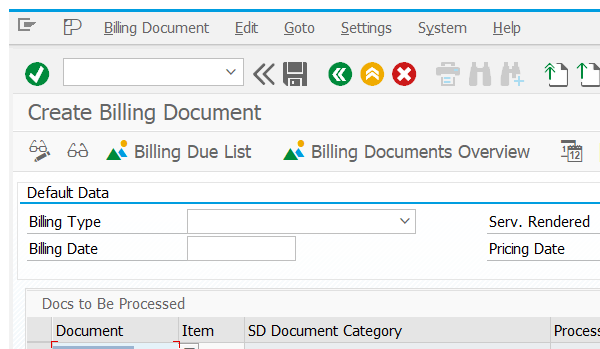 Billing Document Edit Goto Settings System Help
Create Billing Document
Billing Due List Billing Documents Overview
Default Data
Billing Type Serv. Rendered
Billing Date Pricing Date
Docs to Be Processed
Document Item SD Document Category Process